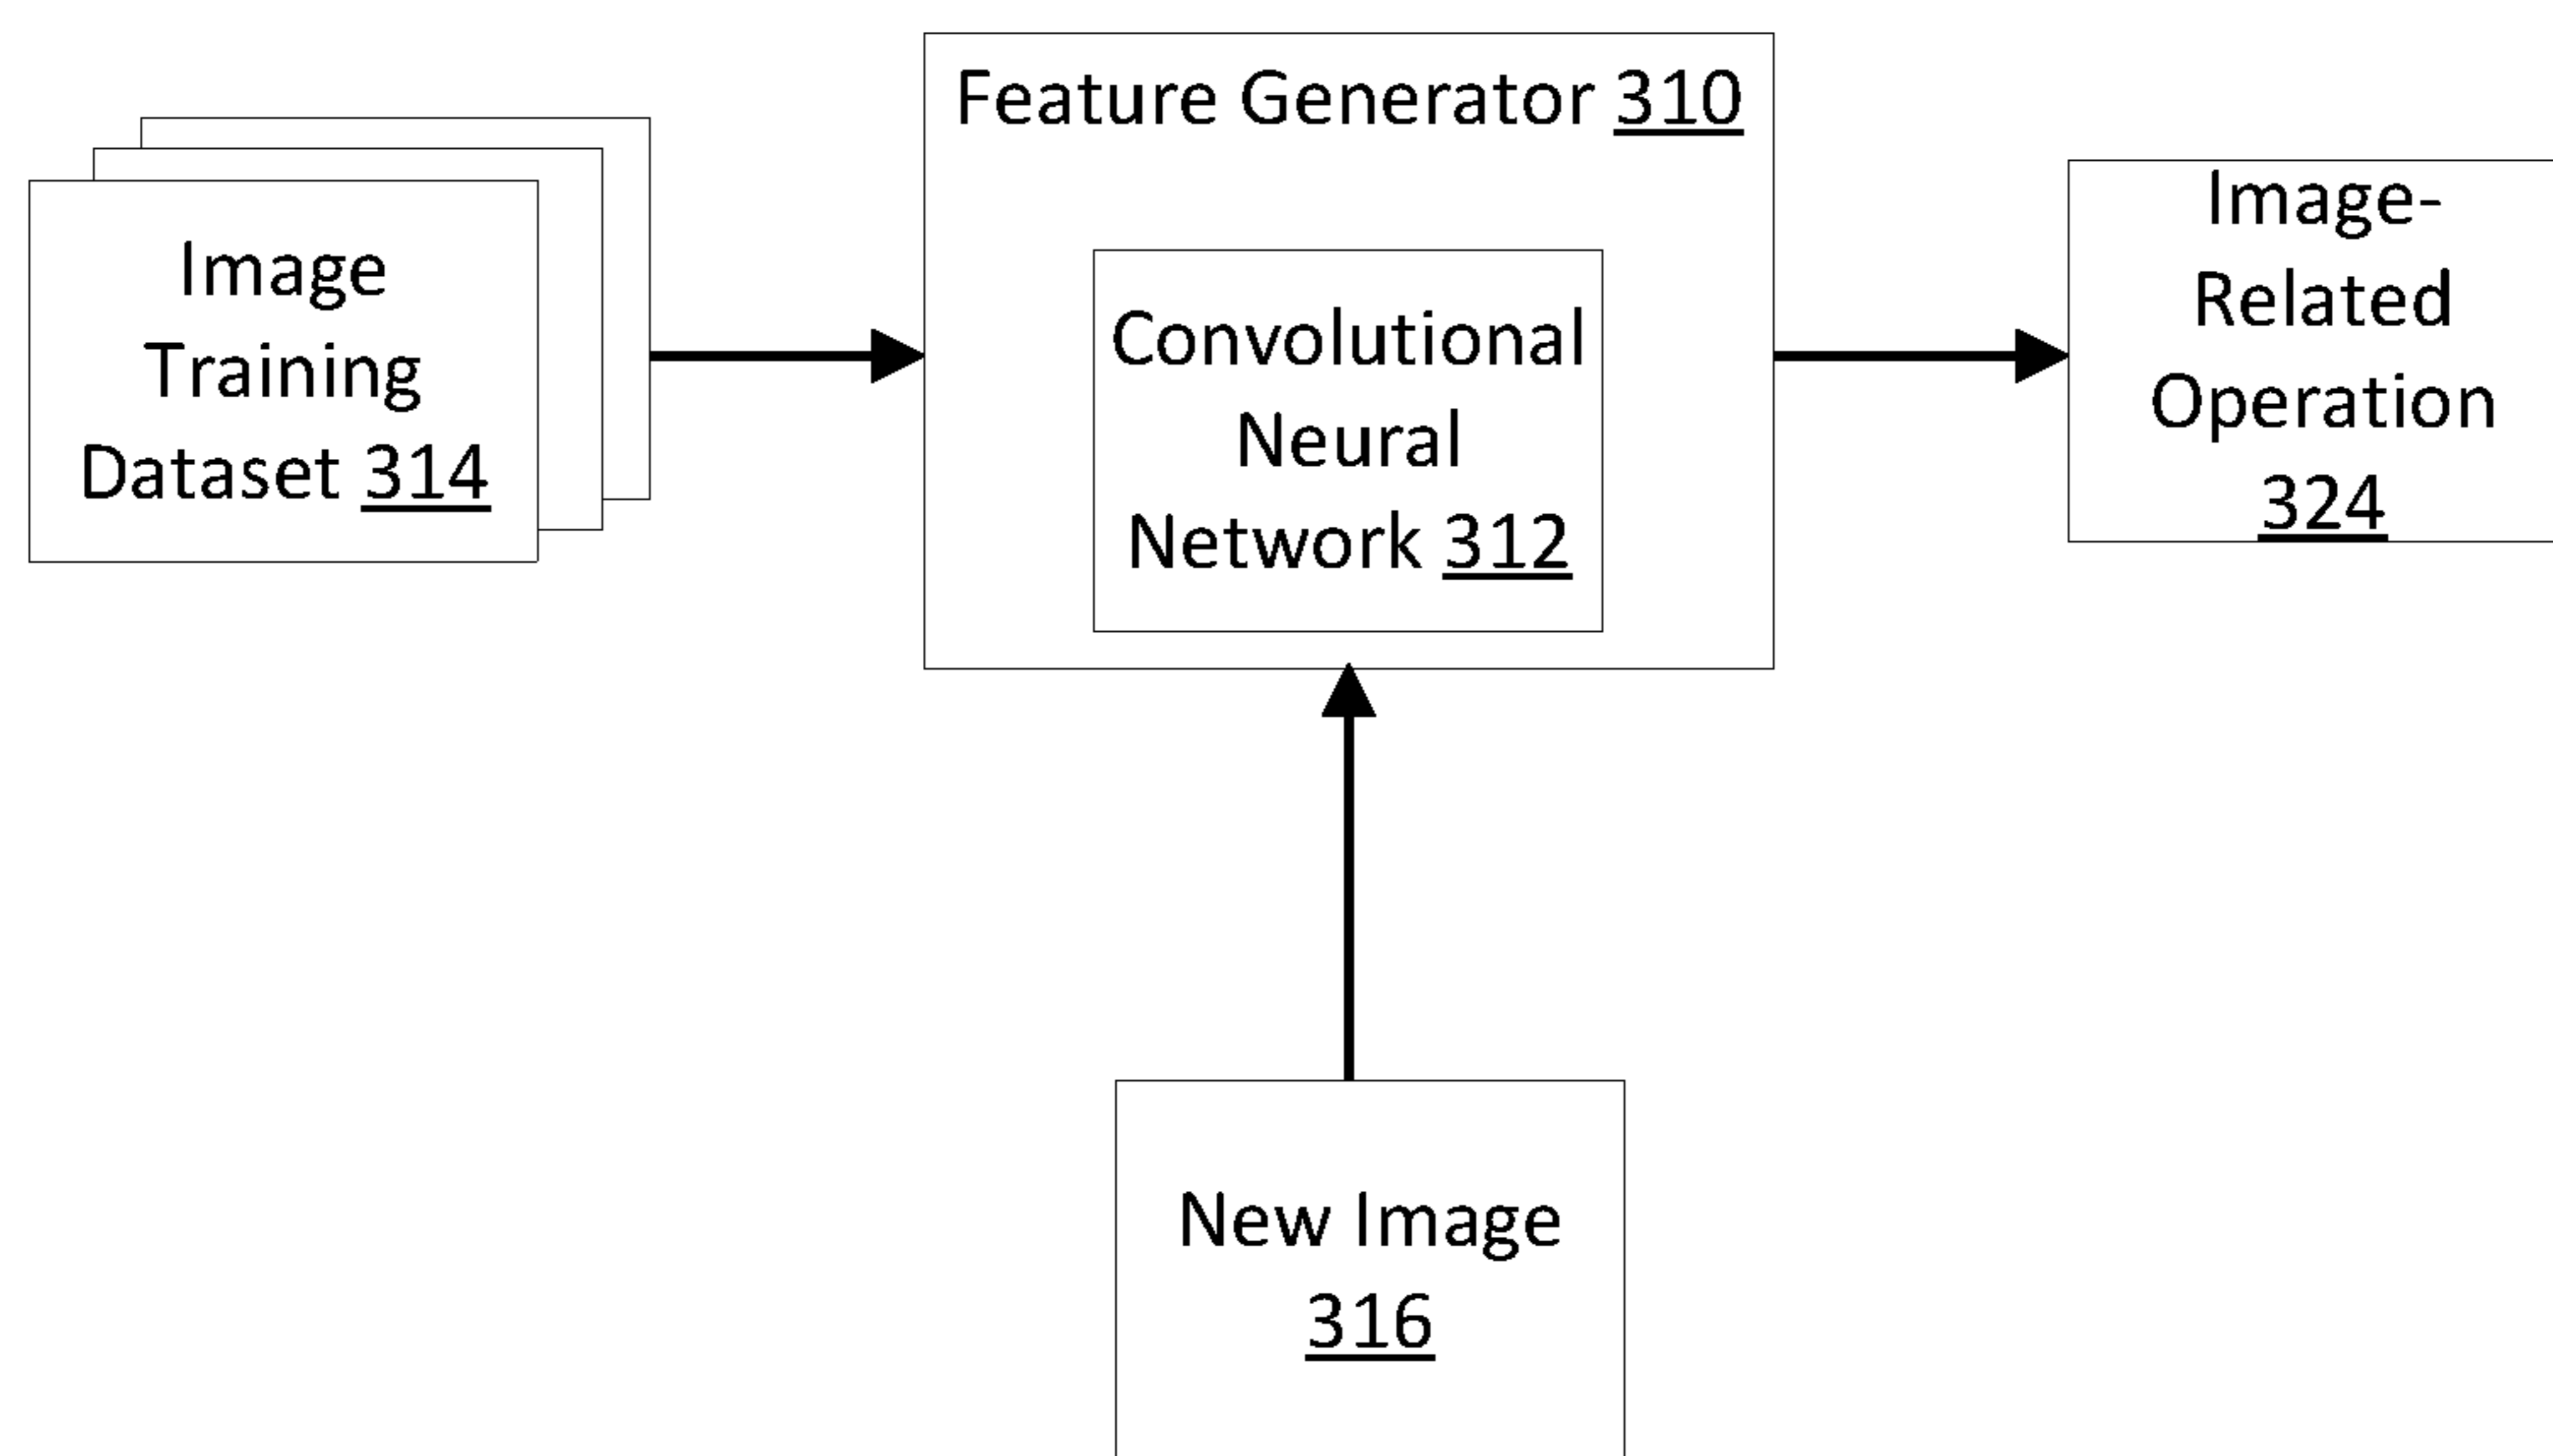 Image
Training
Dataset 314
Feature Generator 310
Convolutional
Neural
Network 312
Image-
Related
Operation
324
New Image
316